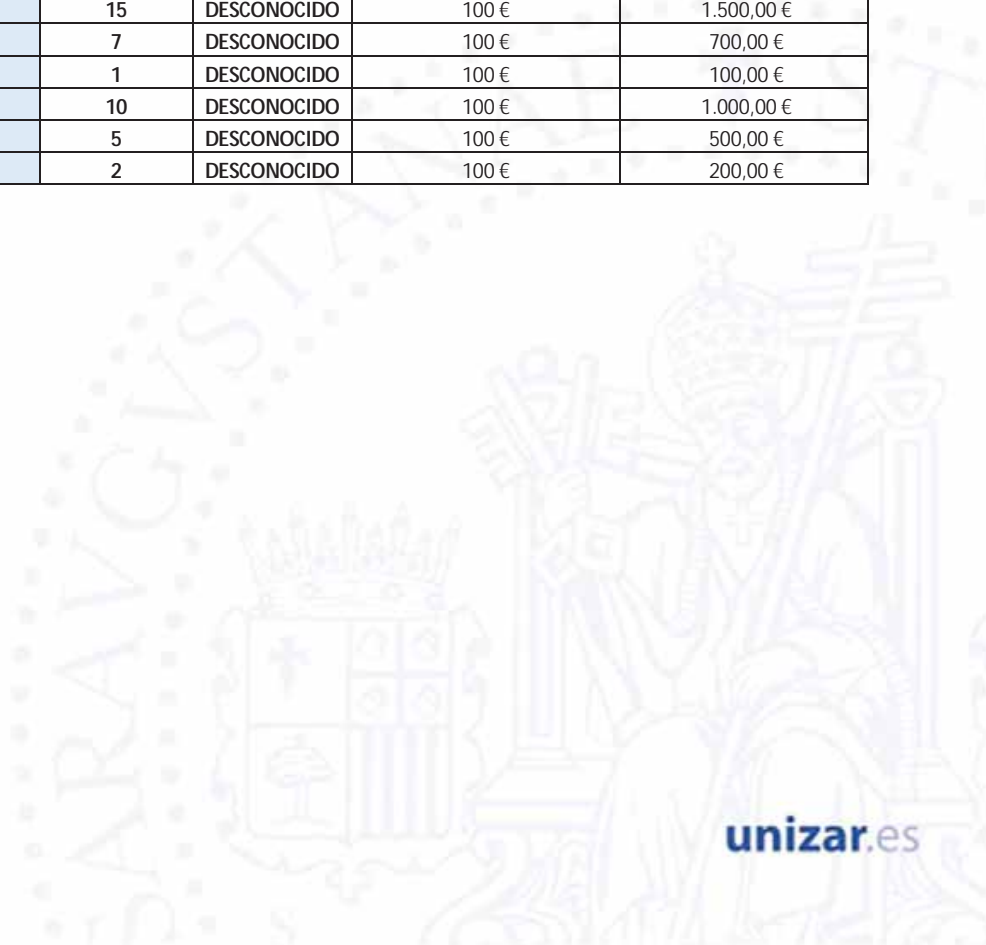 15 DESCONOCIDO 100 € 1.500,00 €
7 DESCONOCIDO 100 € 700,00 €
1 DESCONOCIDO 100 € 100,00 €
10 DESCONOCIDO 100 € 1.000,00 €
5 DESCONOCIDO 100 € 500,00 €
2 DESCONOCIDO 100 € 200,00 €
unizar.es